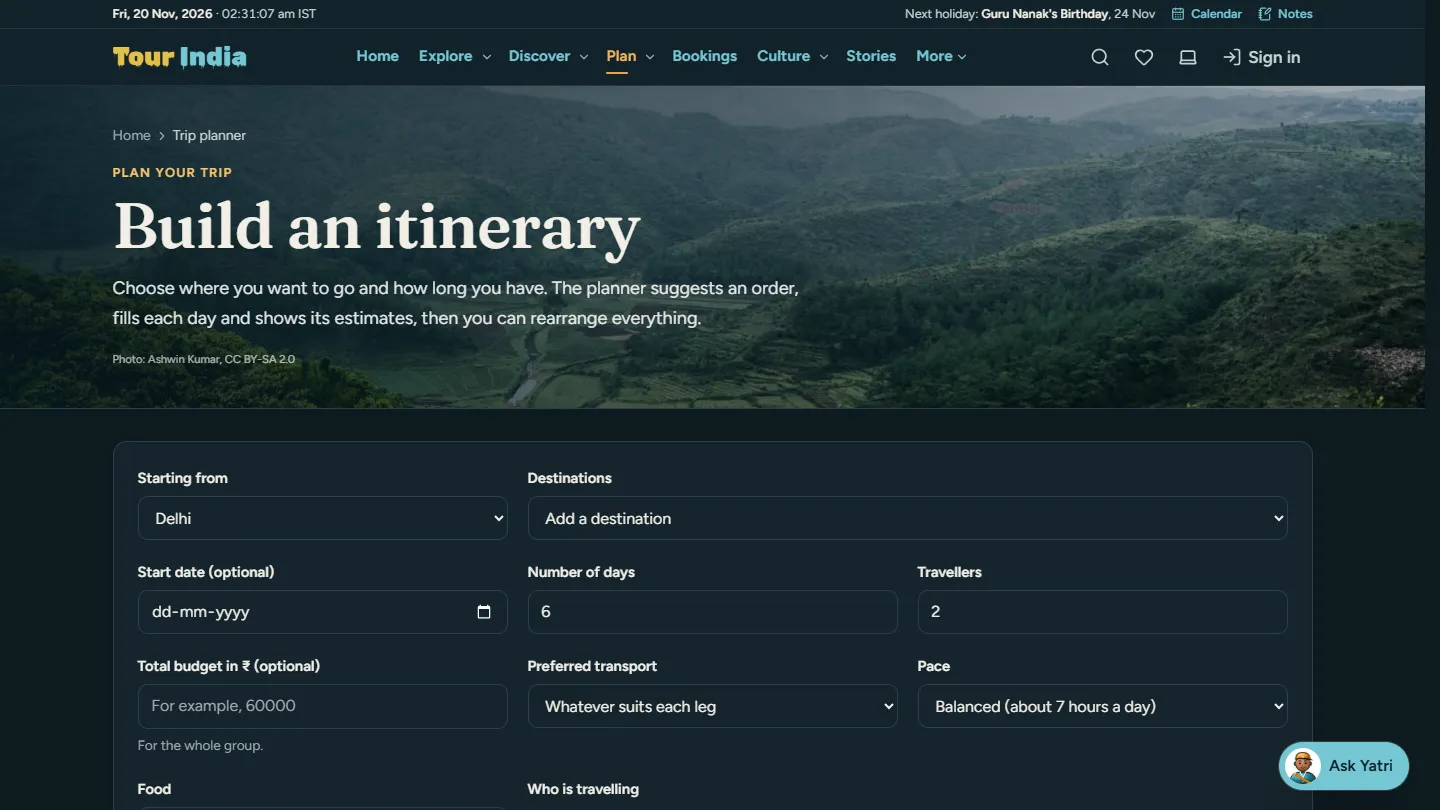 Fri, 20 Nov, 2026 · 02:31:07 am IST
Next holiday: Guru Nanak's Birthday, 24 Nov
Calendar
Notes
Tour India
Home
Explore
Discover
Plan
Bookings
Culture
Stories
More
Sign in
Home > Trip planner
PLAN YOUR TRIP
Build an itinerary
Choose where you want to go and how long you have. The planner suggests an order,
fills each day and shows its estimates, then you can rearrange everything.
Photo: Ashwin Kumar, CC BY-SA 2.0
Starting from
Destinations
Delhi
Add a destination
Start date (optional)
Number of days
Travellers
dd-mm-yyyy
6
2
Total budget in ₹ (optional)
Preferred transport
Pace
For example, 60000
Whatever suits each leg
Balanced (about 7 hours a day)
For the whole group.
Ask Yatri
Food
Who is travelling